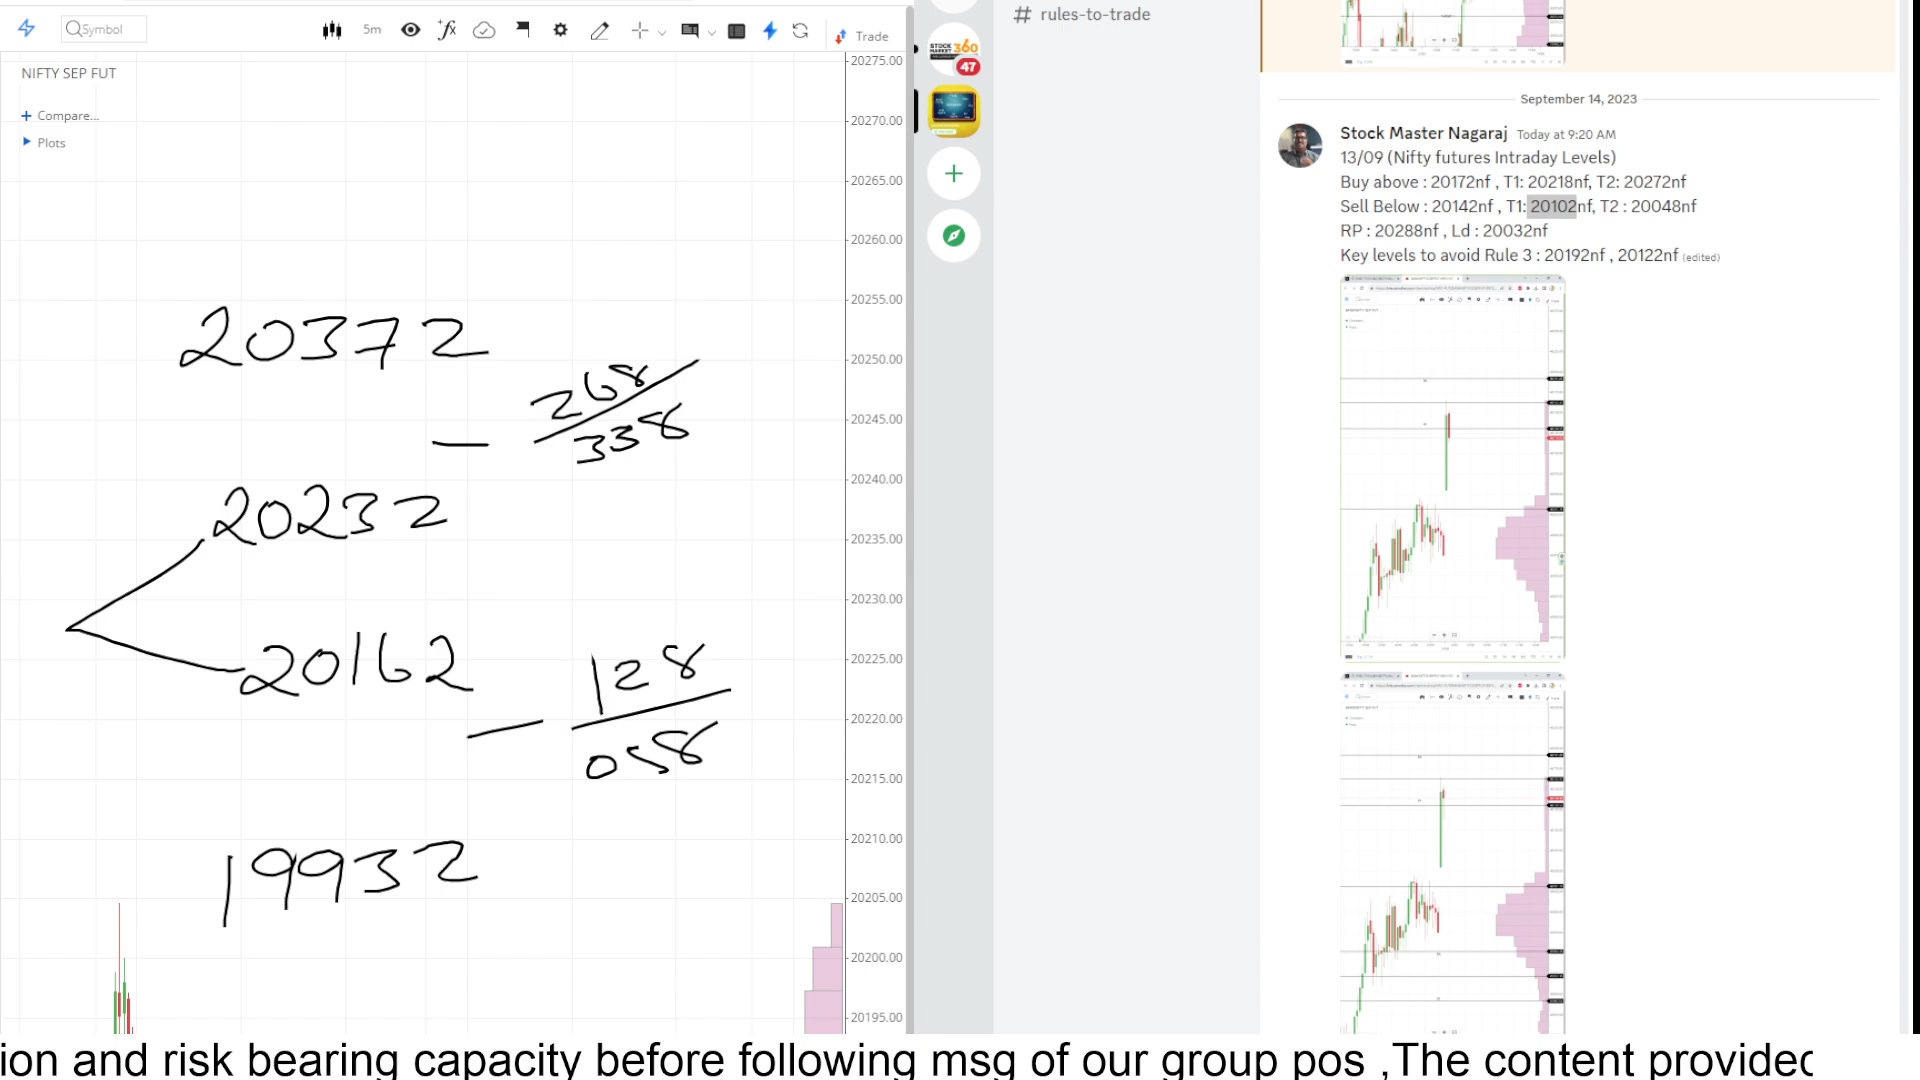 Symbol
5m
Trade
NIFTY SEP FUT
+ Compare...
Plots
20275.00
20270.00
20265.00
20260.00
20255.00
20250.00
20245.00
20240.00
20235.00
20230.00
20225.00
20220.00
20215.00
20210.00
20205.00
20200.00
20195.00
20372
- 268/338
20232
20162
- 128/058
19932
# rules-to-trade
STOCK MARKET 360
47
September 14, 2023
Stock Master Nagaraj Today at 9:20 AM
13/09 (Nifty futures Intraday Levels)
Buy above : 20172nf , T1: 20218nf, T2: 20272nf
Sell Below : 20142nf , T1: 20102nf, T2 : 20048nf
RP : 20288nf , Ld : 20032nf
Key levels to avoid Rule 3 : 20192nf , 20122nf (edited)
ion and risk bearing capacity before following msg of our group pos ,The content provided